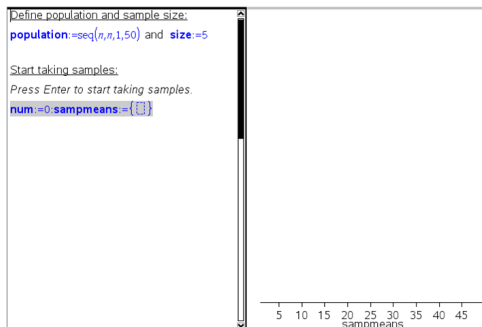 Define population and sample size:
population:=seq(n,n,1,50) and size:=5
Start taking samples:
Press Enter to start taking samples.
num:=0:sampmeans:={}
5 10 15 20 25 30 35 40 45
sampmeans